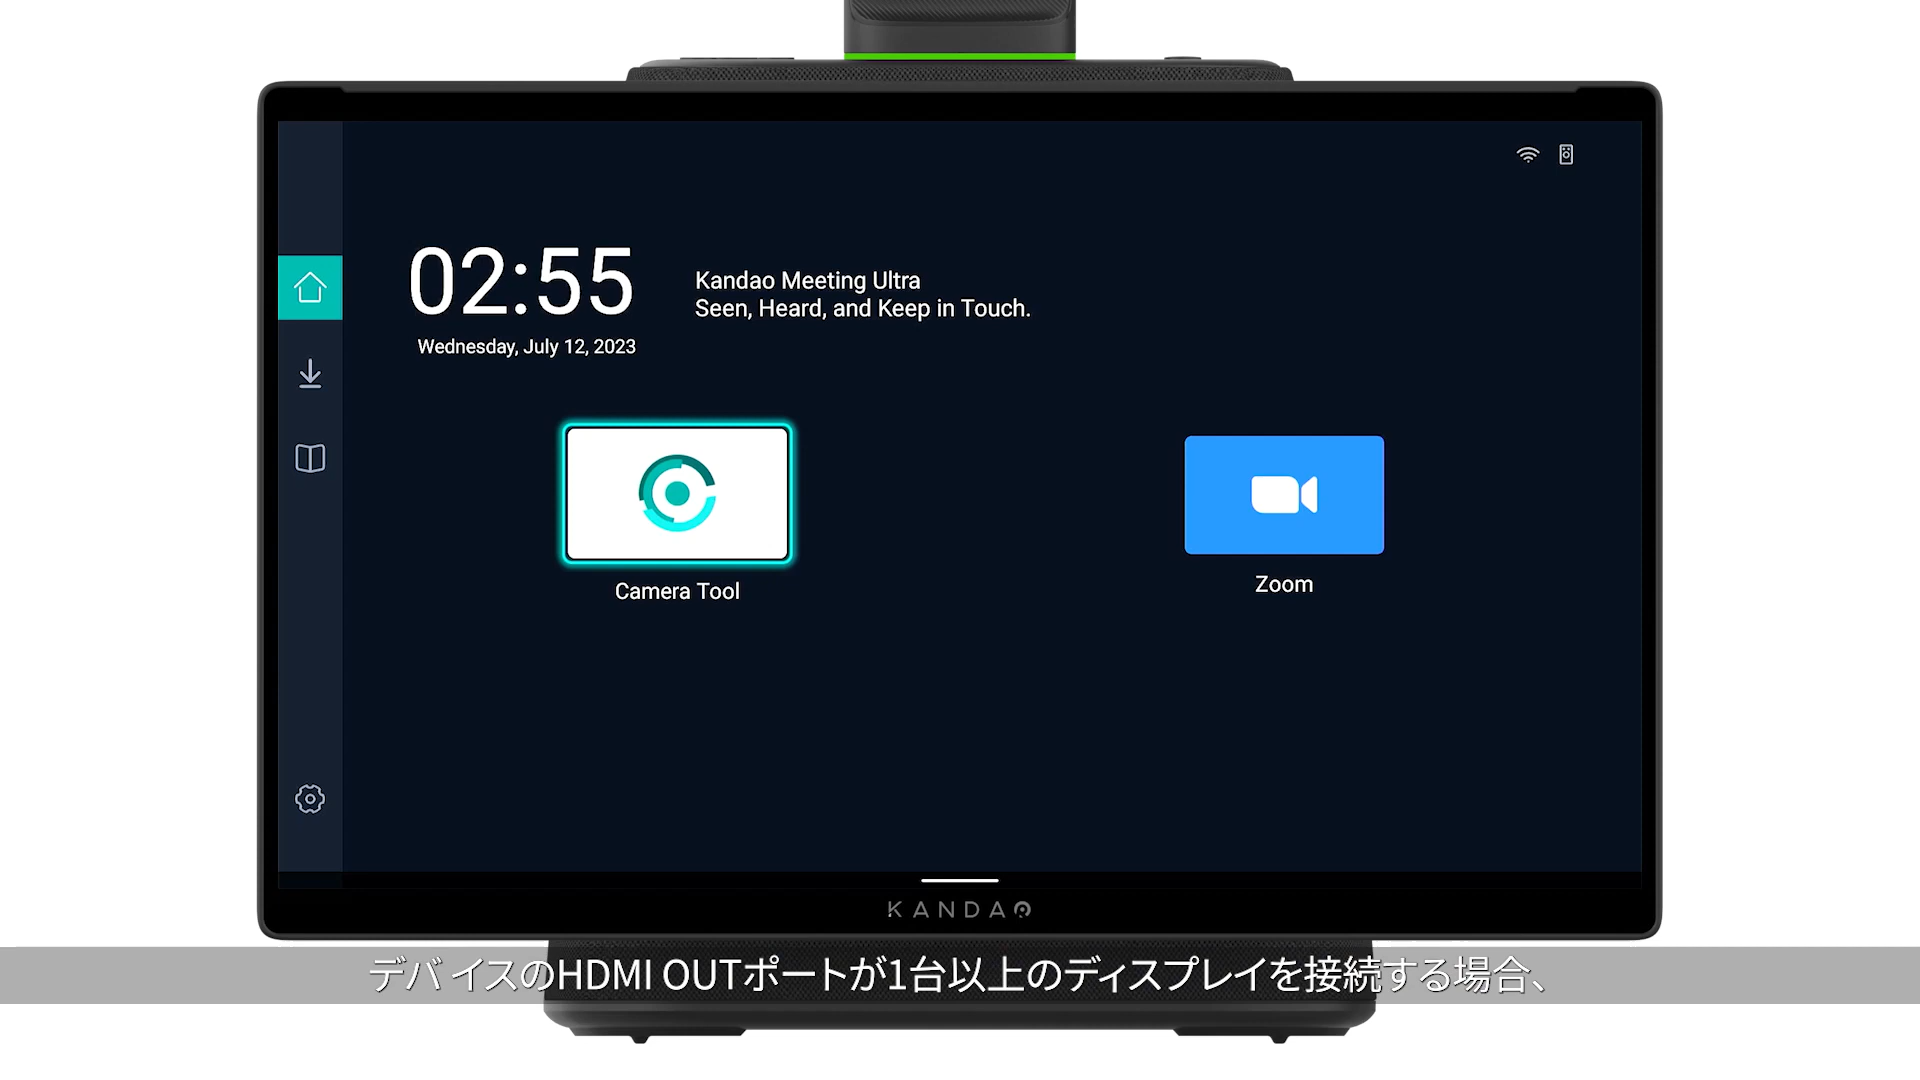 02:55
Wednesday, July 12, 2023
Kandao Meeting Ultra
Seen, Heard, and Keep in Touch.
Camera Tool
Zoom
KANDAO
デバイスのHDMI OUTポートが1台以上のディスプレイを接続する場合、